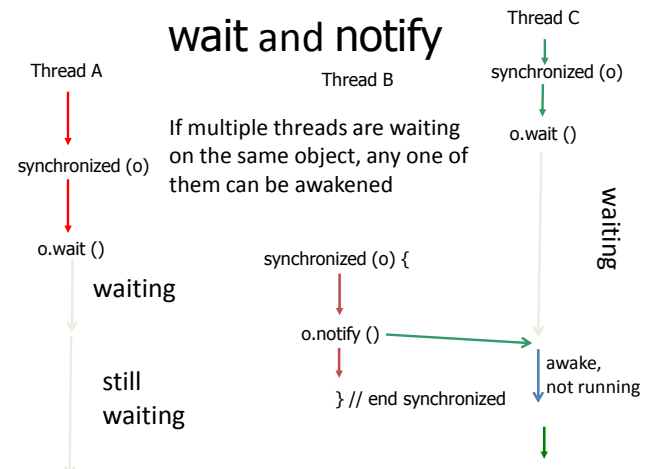 wait and notify
Thread A
synchronized (o)
o.wait ()
waiting
still
waiting
Thread B
If multiple threads are waiting
on the same object, any one of
them can be awakened
synchronized (o) {
o.notify ()
} // end synchronized
Thread C
synchronized (o)
o.wait ()
waiting
awake,
not running